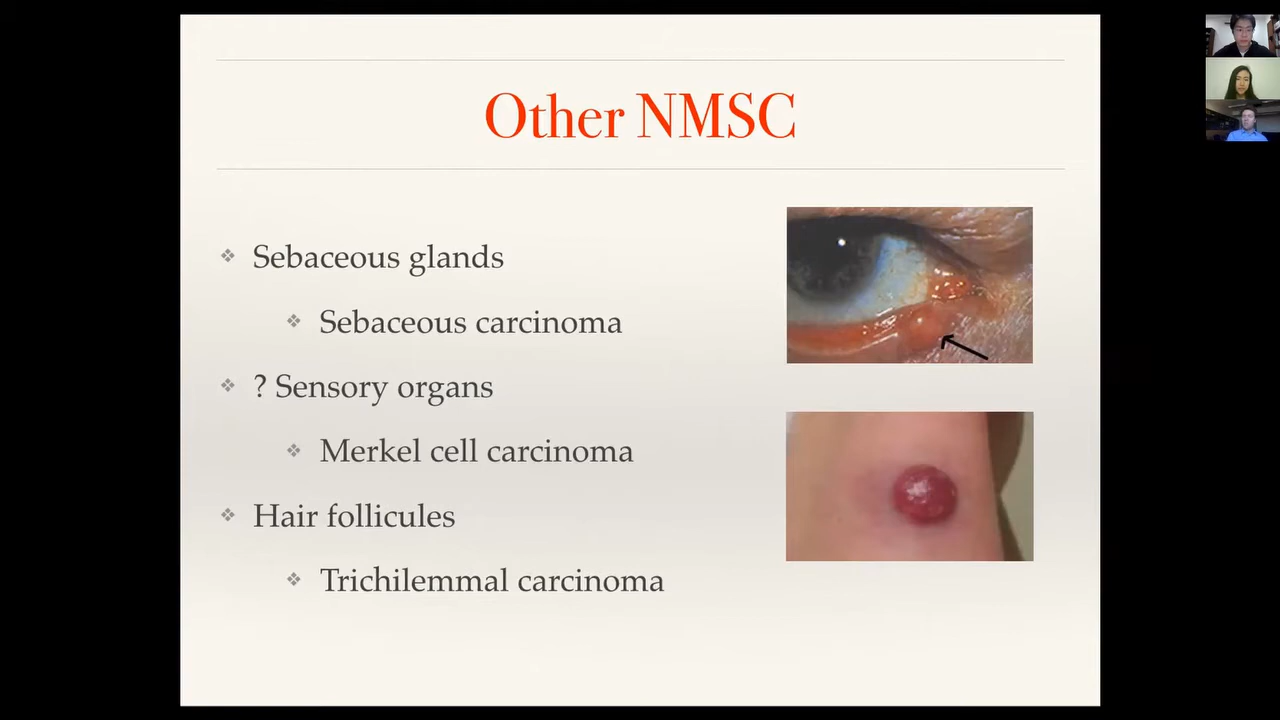 Other NMSC
Sebaceous glands
Sebaceous carcinoma
? Sensory organs
Merkel cell carcinoma
Hair follicules
Trichilemmal carcinoma